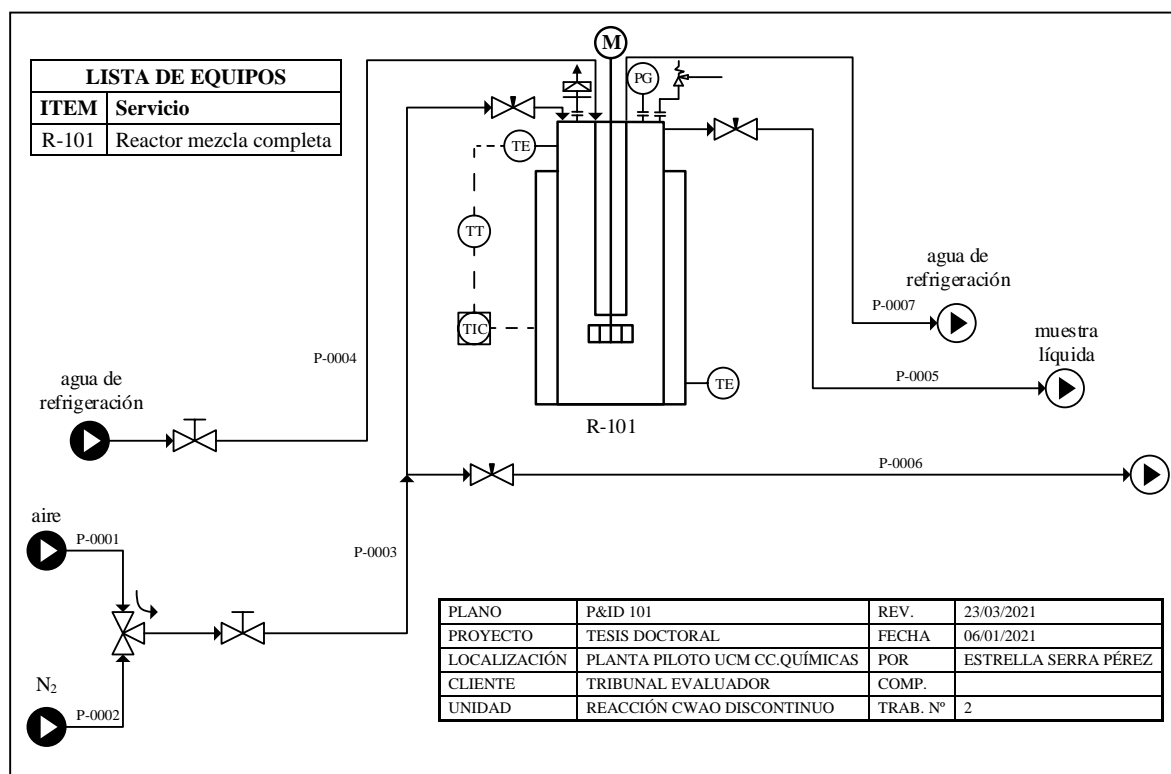 M
LISTA DE EQUIPOS
ITEM Servicio
R-101 Reactor mezcla completa
PG
TE
TT
TIC
TE
R-101
agua de
refrigeración
P-0007
muestra
líquida
P-0005
P-0004
agua de
refrigeración
P-0006
aire
P-0001
P-0003
N₂
P-0002
PLANO P&ID 101 REV. 23/03/2021
PROYECTO TESIS DOCTORAL FECHA 06/01/2021
LOCALIZACIÓN PLANTA PILOTO UCM CC.QUÍMICAS POR ESTRELLA SERRA PÉREZ
CLIENTE TRIBUNAL EVALUADOR COMP.
UNIDAD REACCIÓN CWAO DISCONTINUO TRAB. Nº 2